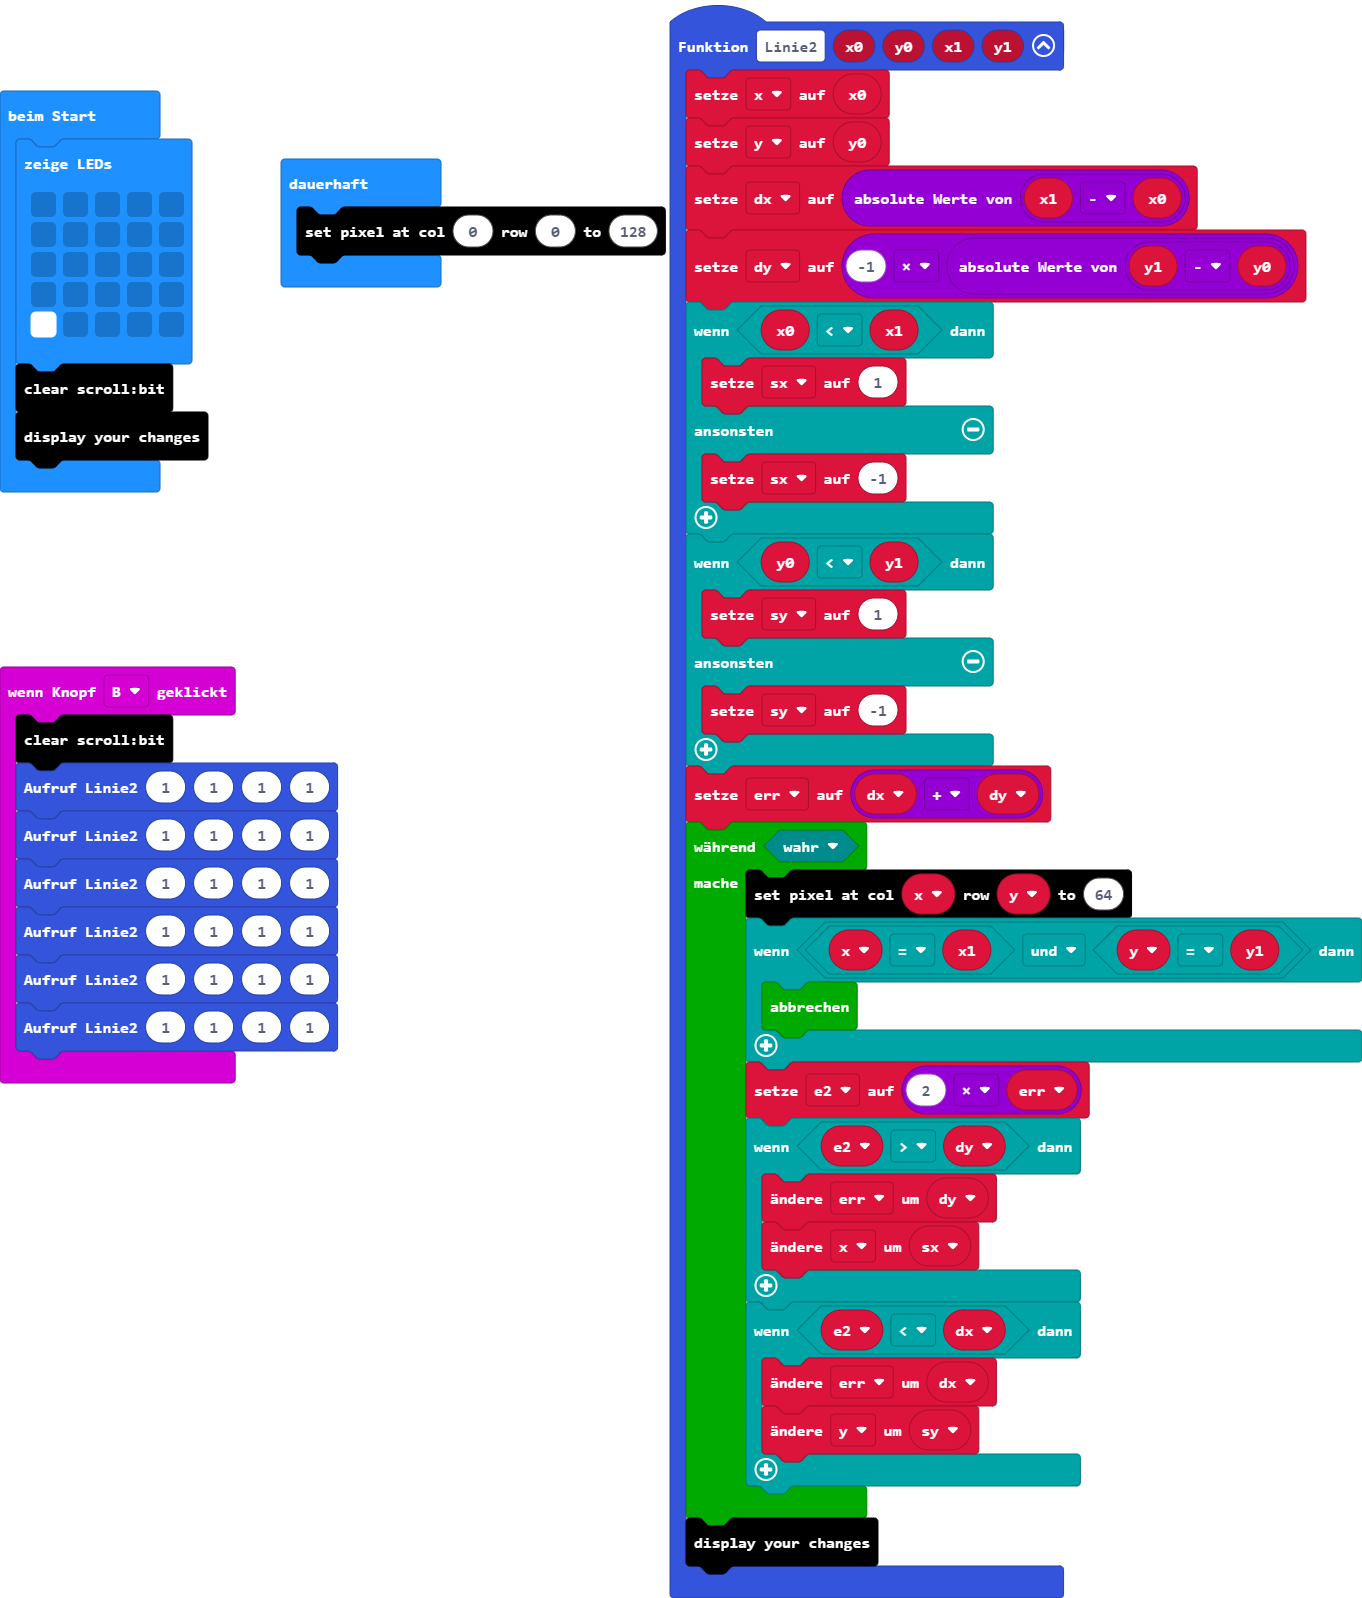 beim Start
zeige LEDs
clear scroll:bit
display your changes
dauerhaft
set pixel at col 0 row 0 to 128
wenn Knopf B geklickt
clear scroll:bit
Aufruf Linie2 1 1 1 1
Aufruf Linie2 1 1 1 1
Aufruf Linie2 1 1 1 1
Aufruf Linie2 1 1 1 1
Aufruf Linie2 1 1 1 1
Aufruf Linie2 1 1 1 1
Funktion Linie2 x0 y0 x1 y1
setze x auf x0
setze y auf y0
setze dx auf absolute Werte von x1 - x0
setze dy auf -1 × absolute Werte von y1 - y0
wenn x0 < x1 dann
setze sx auf 1
ansonsten
setze sx auf -1
wenn y0 < y1 dann
setze sy auf 1
ansonsten
setze sy auf -1
setze err auf dx + dy
während wahr
mache set pixel at col x row y to 64
wenn x = x1 und y = y1 dann
abbrechen
setze e2 auf 2 × err
wenn e2 > dy dann
ändere err um dy
ändere x um sx
wenn e2 < dx dann
ändere err um dx
ändere y um sy
display your changes